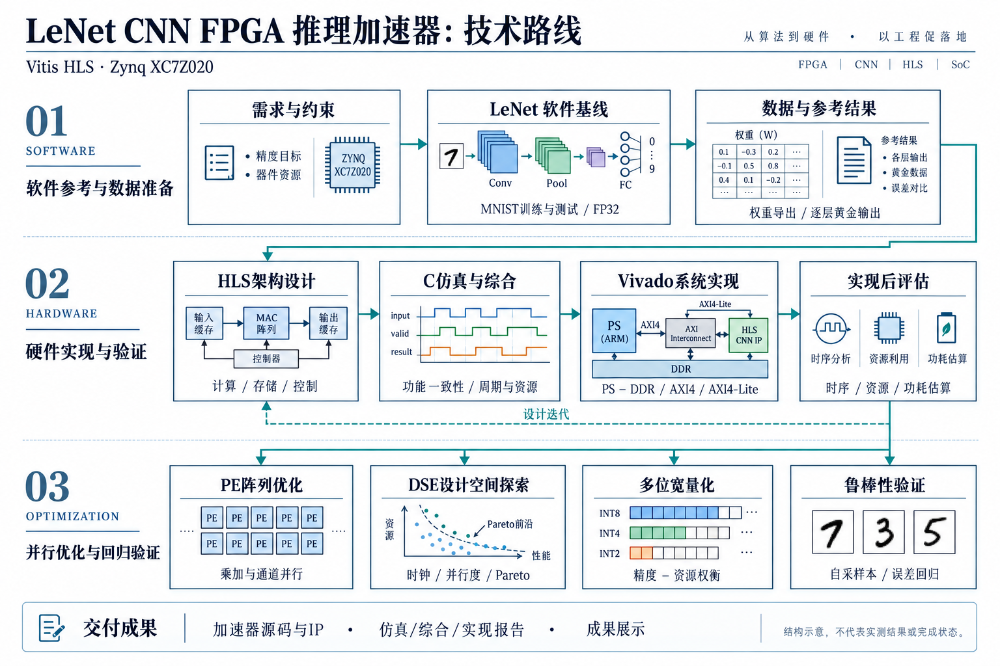 LeNet CNN FPGA 推理加速器：技术路线
从算法到硬件 • 以工程促落地
Vitis HLS · Zynq XC7Z020
FPGA | CNN | HLS | SoC
01
SOFTWARE
软件参考与数据准备
需求与约束
• 精度目标
• 器件资源
ZYNQ
XC7Z020
LeNet 软件基线
7
Conv
Pool
FC
0
⋮
9
MNIST训练与测试 / FP32
数据与参考结果
权重（W）
0.1 −0.3 0.2 ···
−0.1 0.5 0.8 ···
0.4 0.1 −0.2 ···
··· ··· ··· ···
参考结果
• 各层输出
• 黄金数据
• 误差对比
权重导出 / 逐层黄金输出
02
HARDWARE
硬件实现与验证
HLS架构设计
输入
缓存
MAC
阵列
输出
缓存
控制器
计算 / 存储 / 控制
C仿真与综合
input
valid
result
功能一致性 / 周期与资源
Vivado系统实现
AXI4-Lite
PS
(ARM)
AXI4
AXI
Interconnect
HLS
CNN IP
DDR
PS − DDR / AXI4 / AXI4-Lite
实现后评估
时序分析
资源利用
功耗估算
时序 / 资源 / 功耗估算
设计迭代
03
OPTIMIZATION
并行优化与回归验证
PE阵列优化
PE PE PE PE PE
···· PE PE PE PE PE ····
乘加与通道并行
DSE设计空间探索
资源
Pareto前沿
性能
时钟 / 并行度 / Pareto
多位宽量化
INT8 ···
INT4 ···
INT2 ···
精度 − 资源权衡
鲁棒性验证
7 3 5
自采样本 / 误差回归
交付成果
加速器源码与IP • 仿真/综合/实现报告 • 成果展示
结构示意，不代表实测结果或完成状态。